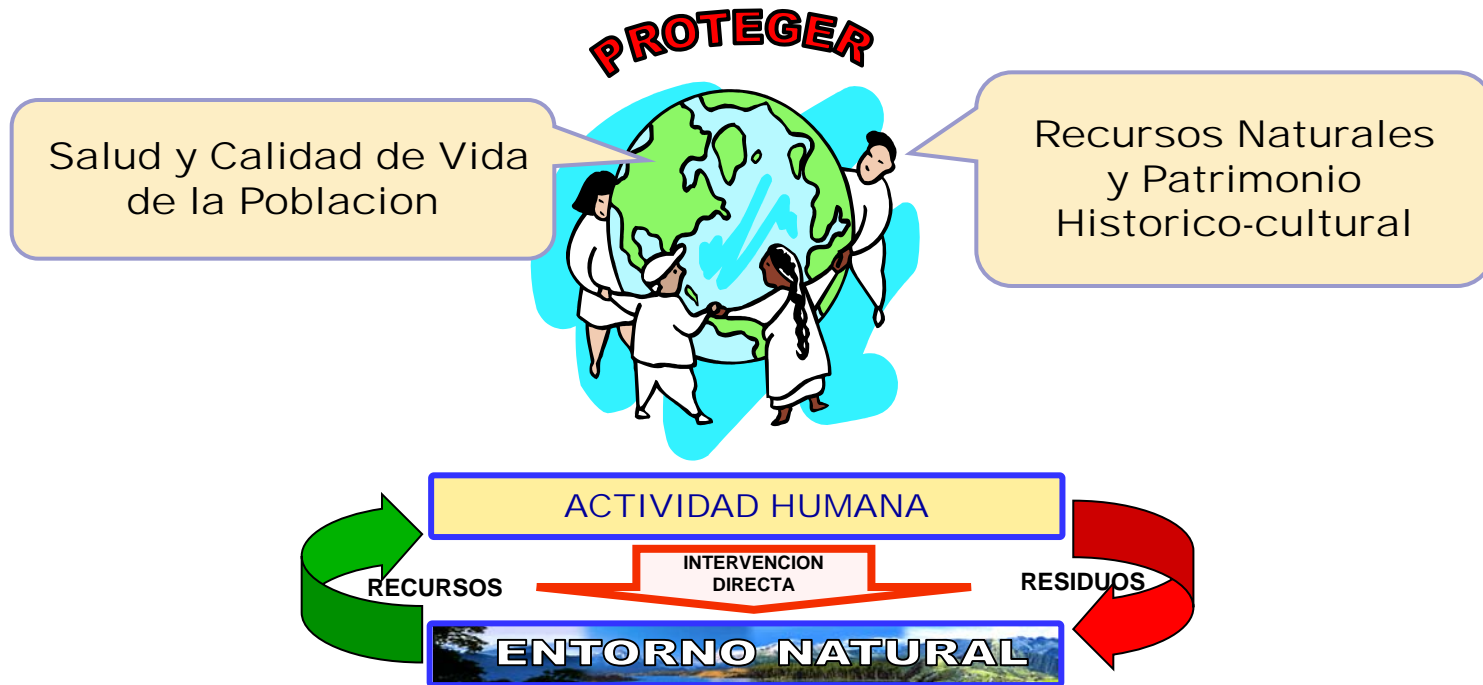 PROTEGER
Salud y Calidad de Vida
de la Poblacion
Recursos Naturales
y Patrimonio
Historico-cultural
ACTIVIDAD HUMANA
INTERVENCION
DIRECTA
RECURSOS
RESIDUOS
ENTORNO NATURAL